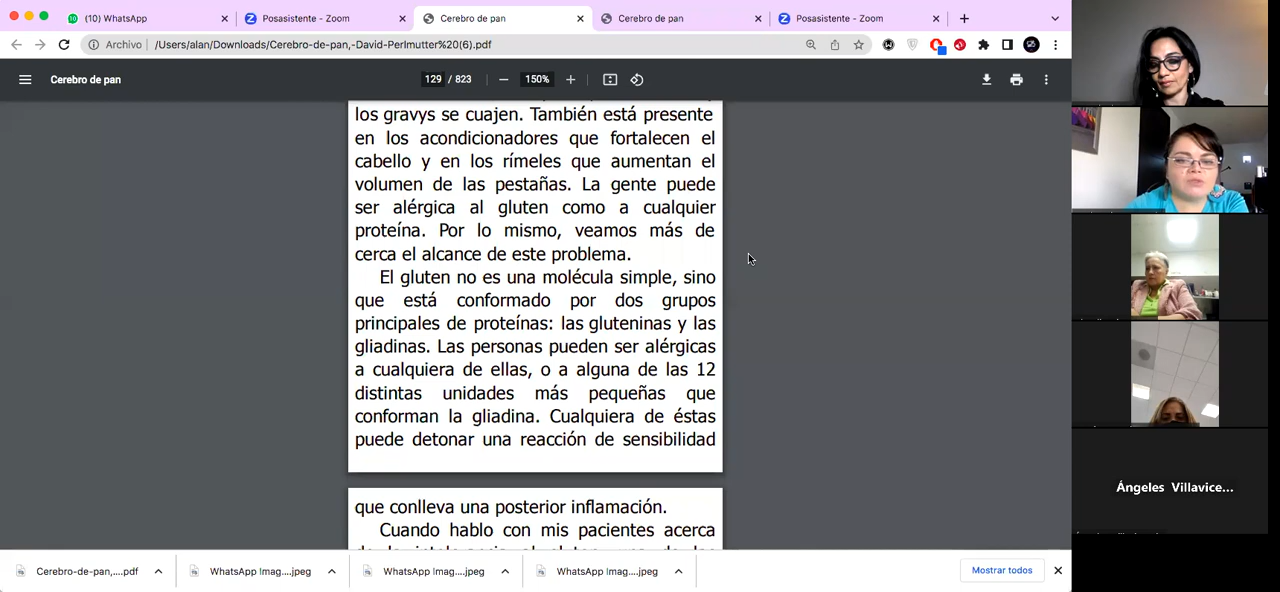 (10) WhatsApp
Posasistente - Zoom
Cerebro de pan
Cerebro de pan
Posasistente - Zoom
Archivo
/Users/alan/Downloads/Cerebro-de-pan,-David-Perlmutter%20(6).pdf
Cerebro de pan
129 / 823
150%
los gravys se cuajen. También está presente
en los acondicionadores que fortalecen el
cabello y en los rímeles que aumentan el
volumen de las pestañas. La gente puede
ser alérgica al gluten como a cualquier
proteína. Por lo mismo, veamos más de
cerca el alcance de este problema.
El gluten no es una molécula simple, sino
que está conformado por dos grupos
principales de proteínas: las gluteninas y las
gliadinas. Las personas pueden ser alérgicas
a cualquiera de ellas, o a alguna de las 12
distintas unidades más pequeñas que
conforman la gliadina. Cualquiera de éstas
puede detonar una reacción de sensibilidad
que conlleva una posterior inflamación.
Cuando hablo con mis pacientes acerca
Ángeles Villavice...
Cerebro-de-pan,....pdf
WhatsApp Imag....jpeg
WhatsApp Imag....jpeg
WhatsApp Imag....jpeg
Mostrar todos